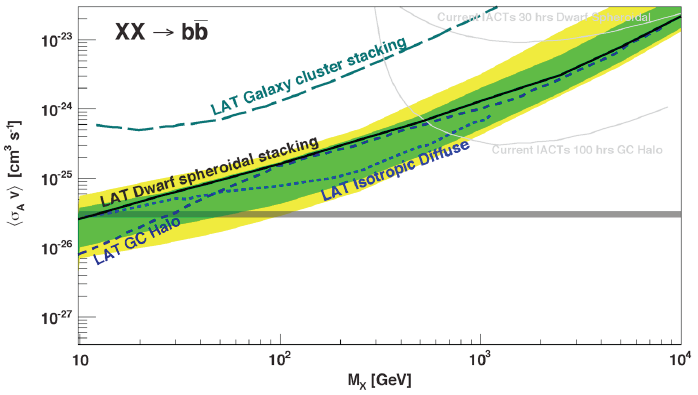 Current IACTs 30 hrs Dwarf Spheroidal
XX → bb̅
10⁻²³
LAT Galaxy cluster stacking
10⁻²⁴
LAT Dwarf spheroidal stacking
Current IACTs 100 hrs GC Halo
10⁻²⁵
LAT Isotropic Diffuse
LAT GC Halo
10⁻²⁶
10⁻²⁷
⟨σ_A v⟩ [cm³ s⁻¹]
10 10² 10³ 10⁴
M_X [GeV]